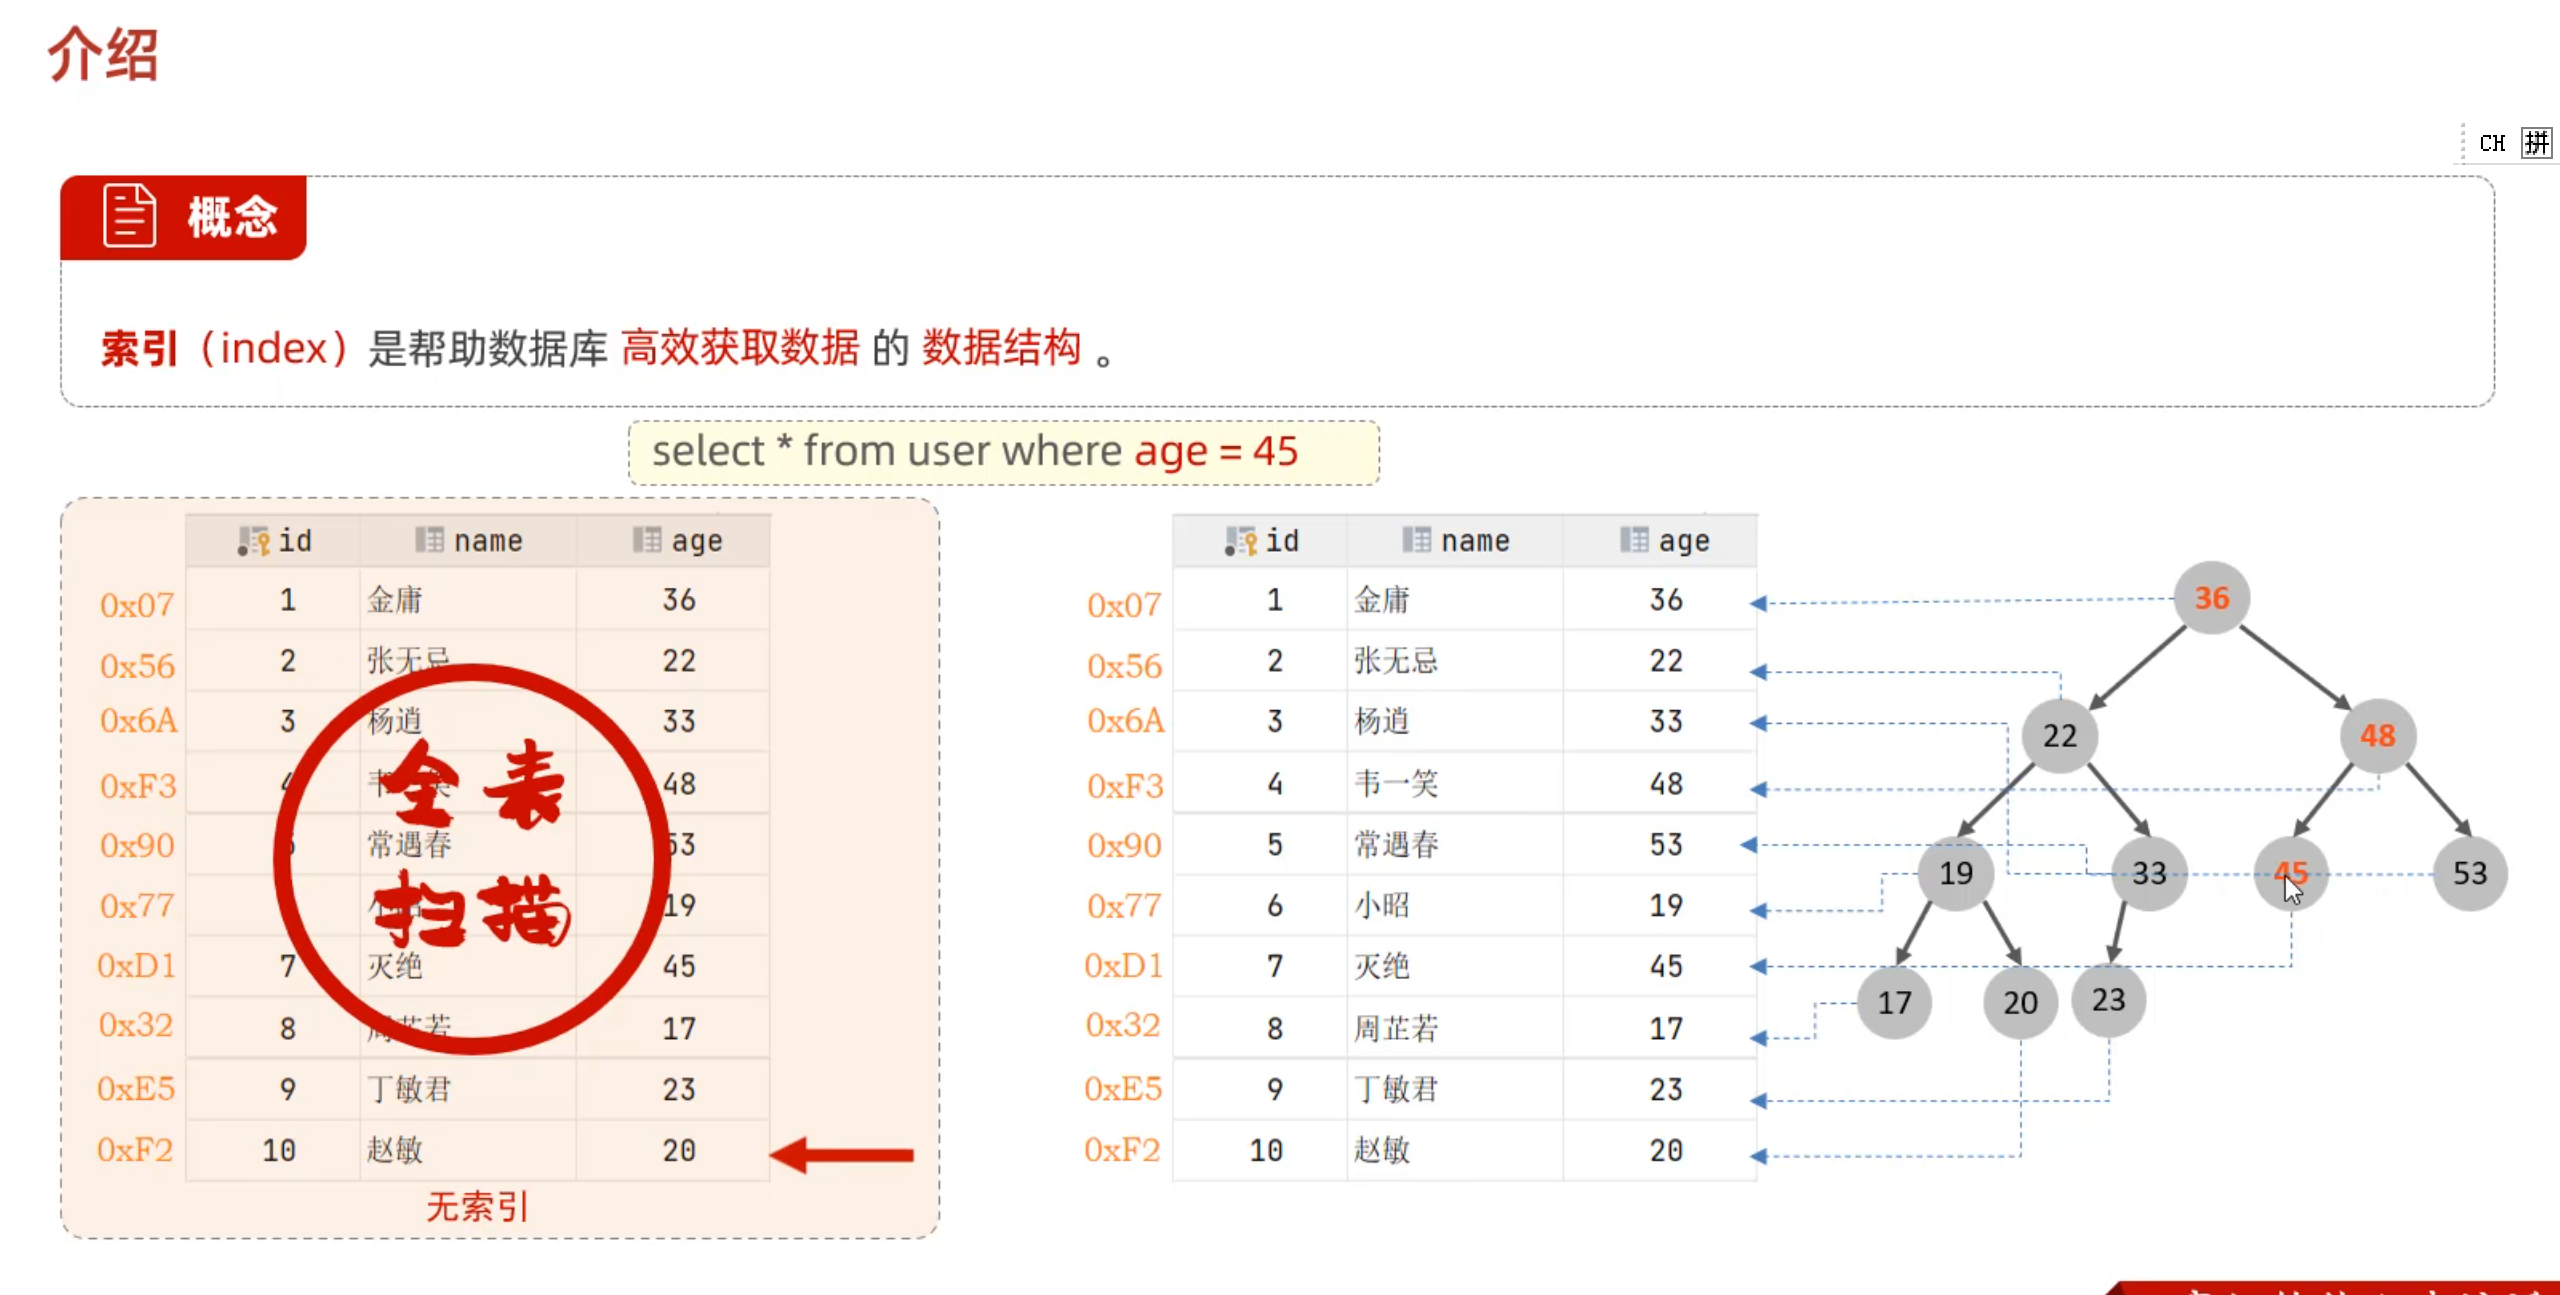 介绍
CH 拼
概念
索引（index）是帮助数据库 高效获取数据 的 数据结构 。
select * from user where age = 45
id name age
0x07 1 金庸 36
0x56 2 张无忌 22
0x6A 3 杨逍 33
0xF3 4 48
0x90 常遇春 53
0x77 19
0xD1 7 灭绝 45
0x32 8 周芷若 17
0xE5 9 丁敏君 23
0xF2 10 赵敏 20
全表
扫描
无索引
id name age
0x07 1 金庸 36
0x56 2 张无忌 22
0x6A 3 杨逍 33
0xF3 4 韦一笑 48
0x90 5 常遇春 53
0x77 6 小昭 19
0xD1 7 灭绝 45
0x32 8 周芷若 17
0xE5 9 丁敏君 23
0xF2 10 赵敏 20
36
22 48
19 33 45 53
17 20 23